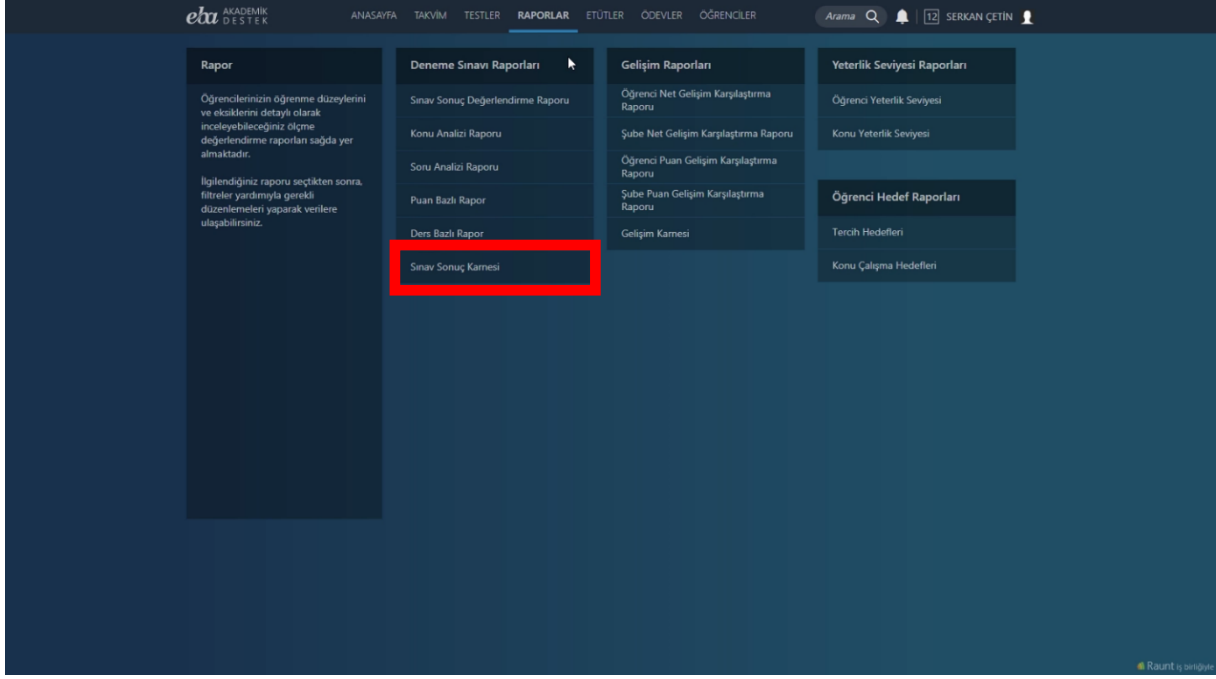 eba AKADEMİK DESTEK
ANASAYFA TAKVİM TESTLER RAPORLAR ETÜTLER ÖDEVLER ÖĞRENCİLER
Arama
12 SERKAN ÇETİN
Rapor
Öğrencilerinizin öğrenme düzeylerini
ve eksiklerini detaylı olarak
inceleyebileceğiniz ölçme
değerlendirme raporları sağda yer
almaktadır.
İlgilendiğiniz raporu seçtikten sonra,
filtreler yardımıyla gerekli
düzenlemeleri yaparak verilere
ulaşabilirsiniz.
Deneme Sınavı Raporları
Sınav Sonuç Değerlendirme Raporu
Konu Analizi Raporu
Soru Analizi Raporu
Puan Bazlı Rapor
Ders Bazlı Rapor
Sınav Sonuç Karnesi
Gelişim Raporları
Öğrenci Net Gelişim Karşılaştırma
Raporu
Şube Net Gelişim Karşılaştırma Raporu
Öğrenci Puan Gelişim Karşılaştırma
Raporu
Şube Puan Gelişim Karşılaştırma
Raporu
Gelişim Karnesi
Yeterlik Seviyesi Raporları
Öğrenci Yeterlik Seviyesi
Konu Yeterlik Seviyesi
Öğrenci Hedef Raporları
Tercih Hedefleri
Konu Çalışma Hedefleri
Raunt iş birliğiyle